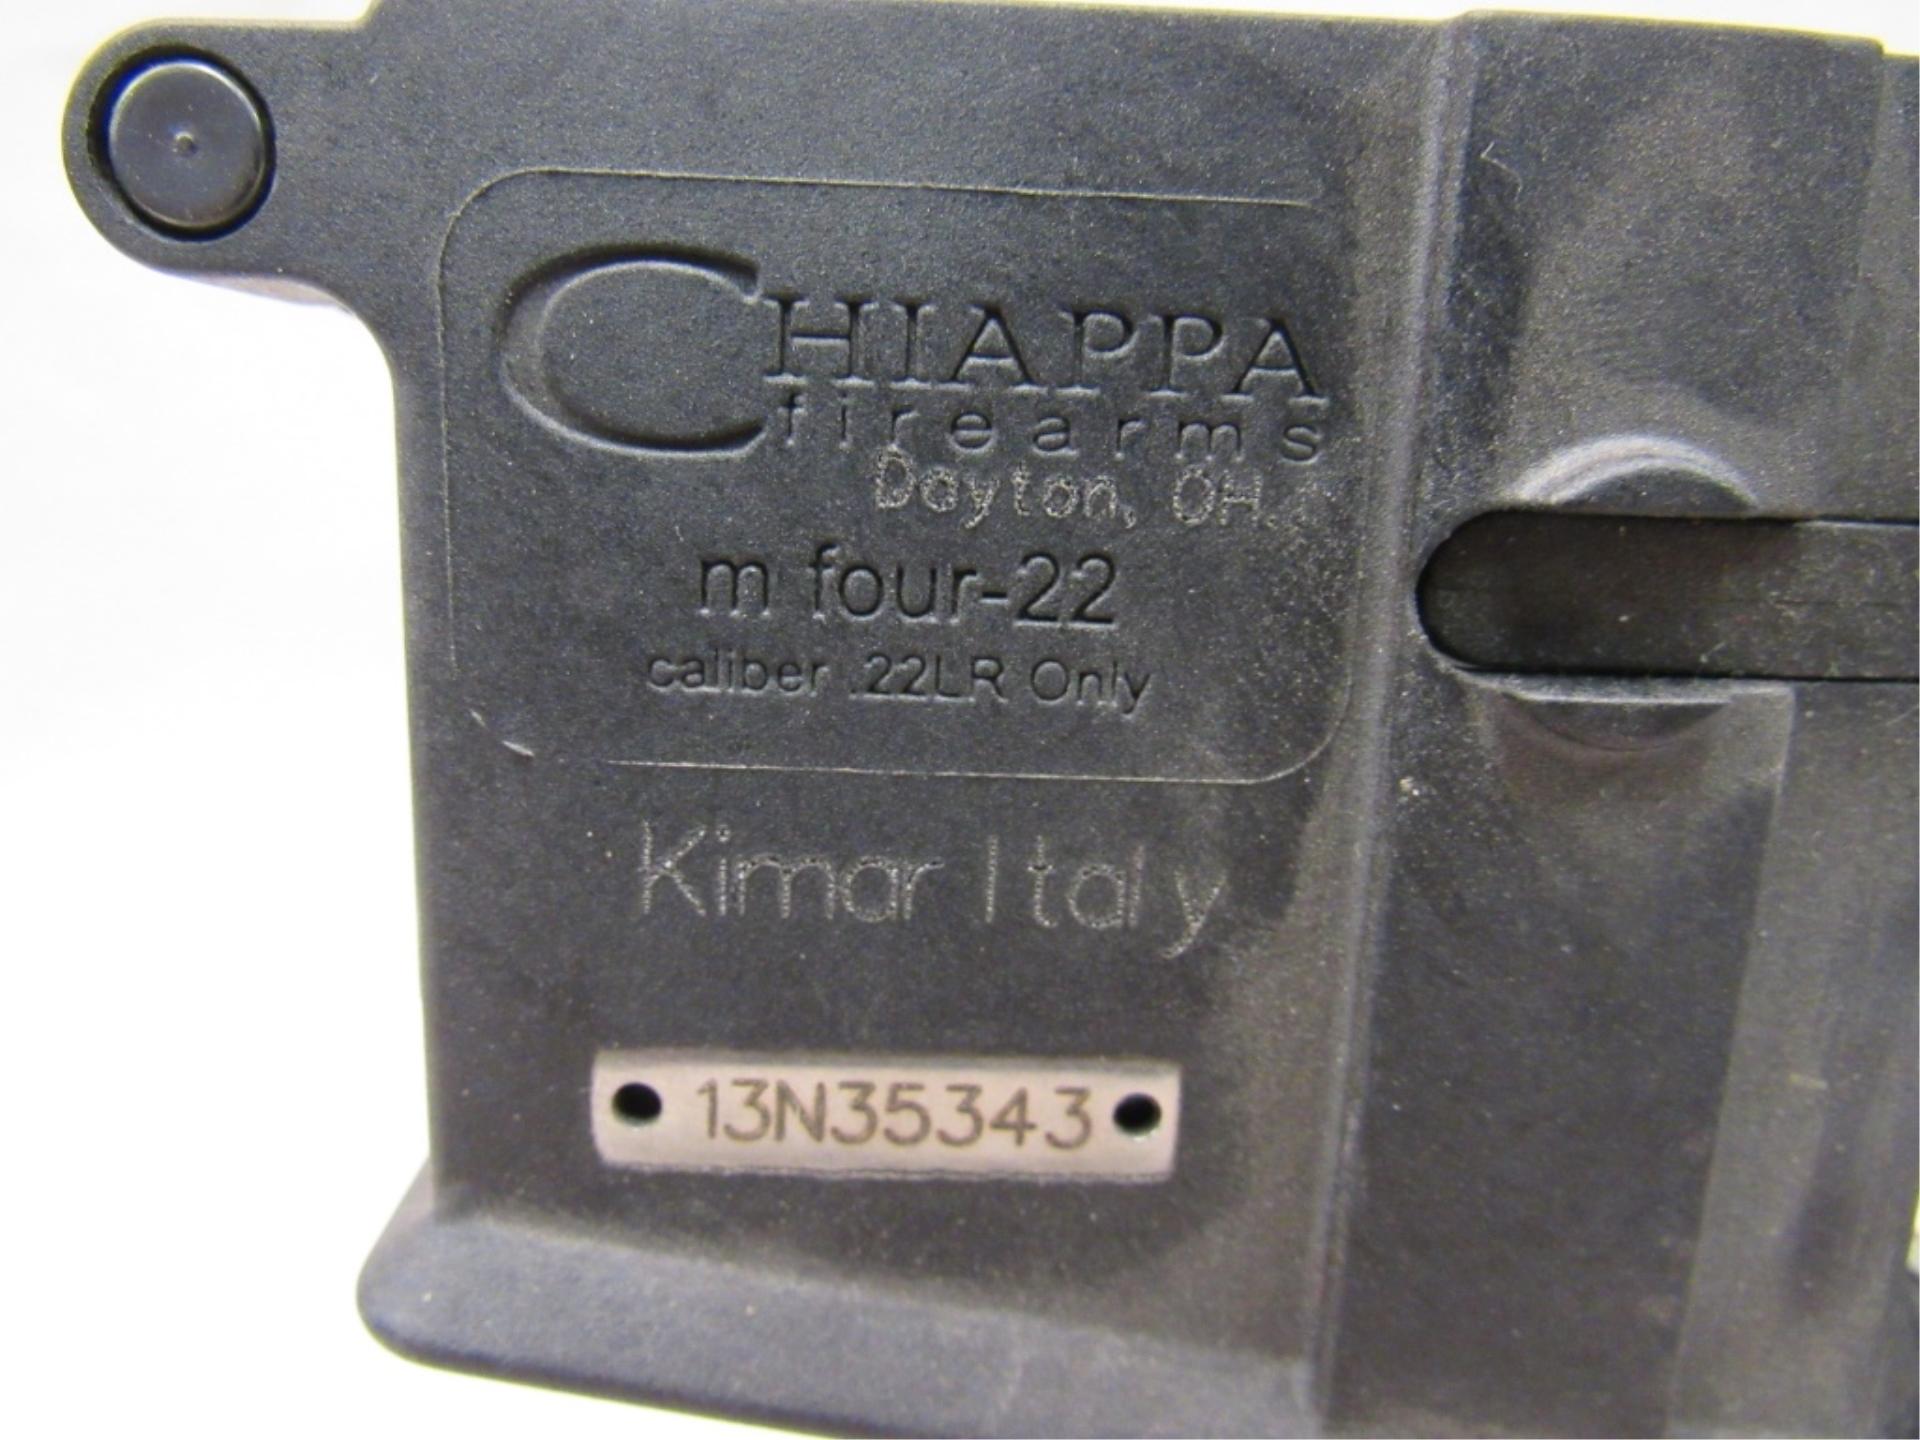 CHIAPPA
firearms
Dayton, OH.
m four-22
caliber .22LR Only
Kimar Italy
13N35343